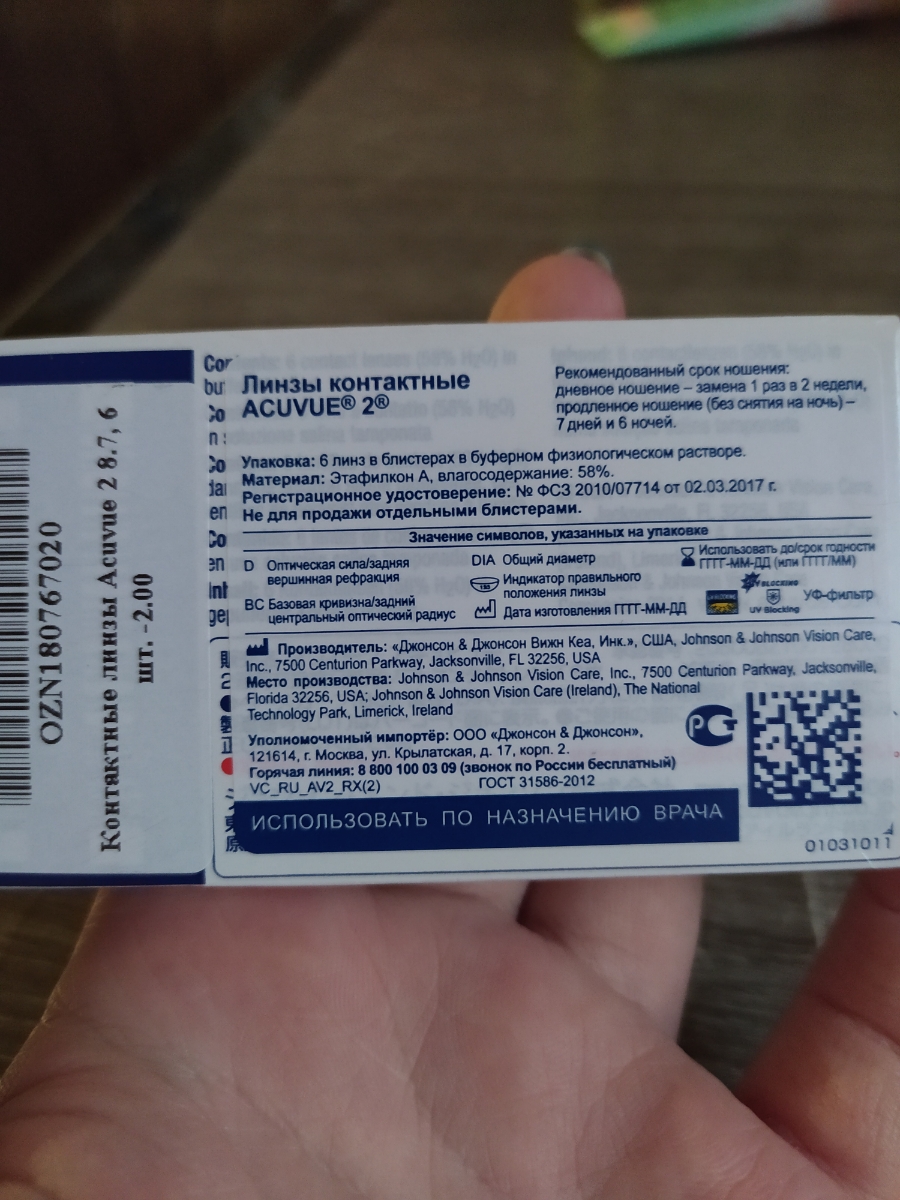 OZN180767020
Контактные линзы Acuvue 2 8.7, 6
шт. -2.00
Линзы контактные
ACUVUE® 2®
Рекомендованный срок ношения:
дневное ношение – замена 1 раз в 2 недели,
продленное ношение (без снятия на ночь) –
7 дней и 6 ночей.
Упаковка: 6 линз в блистерах в буферном физиологическом растворе.
Материал: Этафилкон А, влагосодержание: 58%.
Регистрационное удостоверение: № ФСЗ 2010/07714 от 02.03.2017 г.
Не для продажи отдельными блистерами.
Значение символов, указанных на упаковке
D Оптическая сила/задняя
вершинная рефракция
BC Базовая кривизна/задний
центральный оптический радиус
DIA Общий диаметр
Индикатор правильного
положения линзы
Дата изготовления ГГГГ-ММ-ДД
Использовать до/срок годности
ГГГГ-ММ-ДД (или ГГГГ/ММ)
UV BLOCKING
UV Blocking
УФ-фильтр
Производитель: «Джонсон & Джонсон Вижн Кеа, Инк.», США, Johnson & Johnson Vision Care,
Inc., 7500 Centurion Parkway, Jacksonville, FL 32256, USA
Место производства: Johnson & Johnson Vision Care, Inc., 7500 Centurion Parkway, Jacksonville,
Florida 32256, USA; Johnson & Johnson Vision Care (Ireland), The National
Technology Park, Limerick, Ireland
Уполномоченный импортёр: ООО «Джонсон & Джонсон»,
121614, г. Москва, ул. Крылатская, д. 17, корп. 2.
Горячая линия: 8 800 100 03 09 (звонок по России бесплатный)
VC_RU_AV2_RX(2) ГОСТ 31586-2012
ИСПОЛЬЗОВАТЬ ПО НАЗНАЧЕНИЮ ВРАЧА
01031011